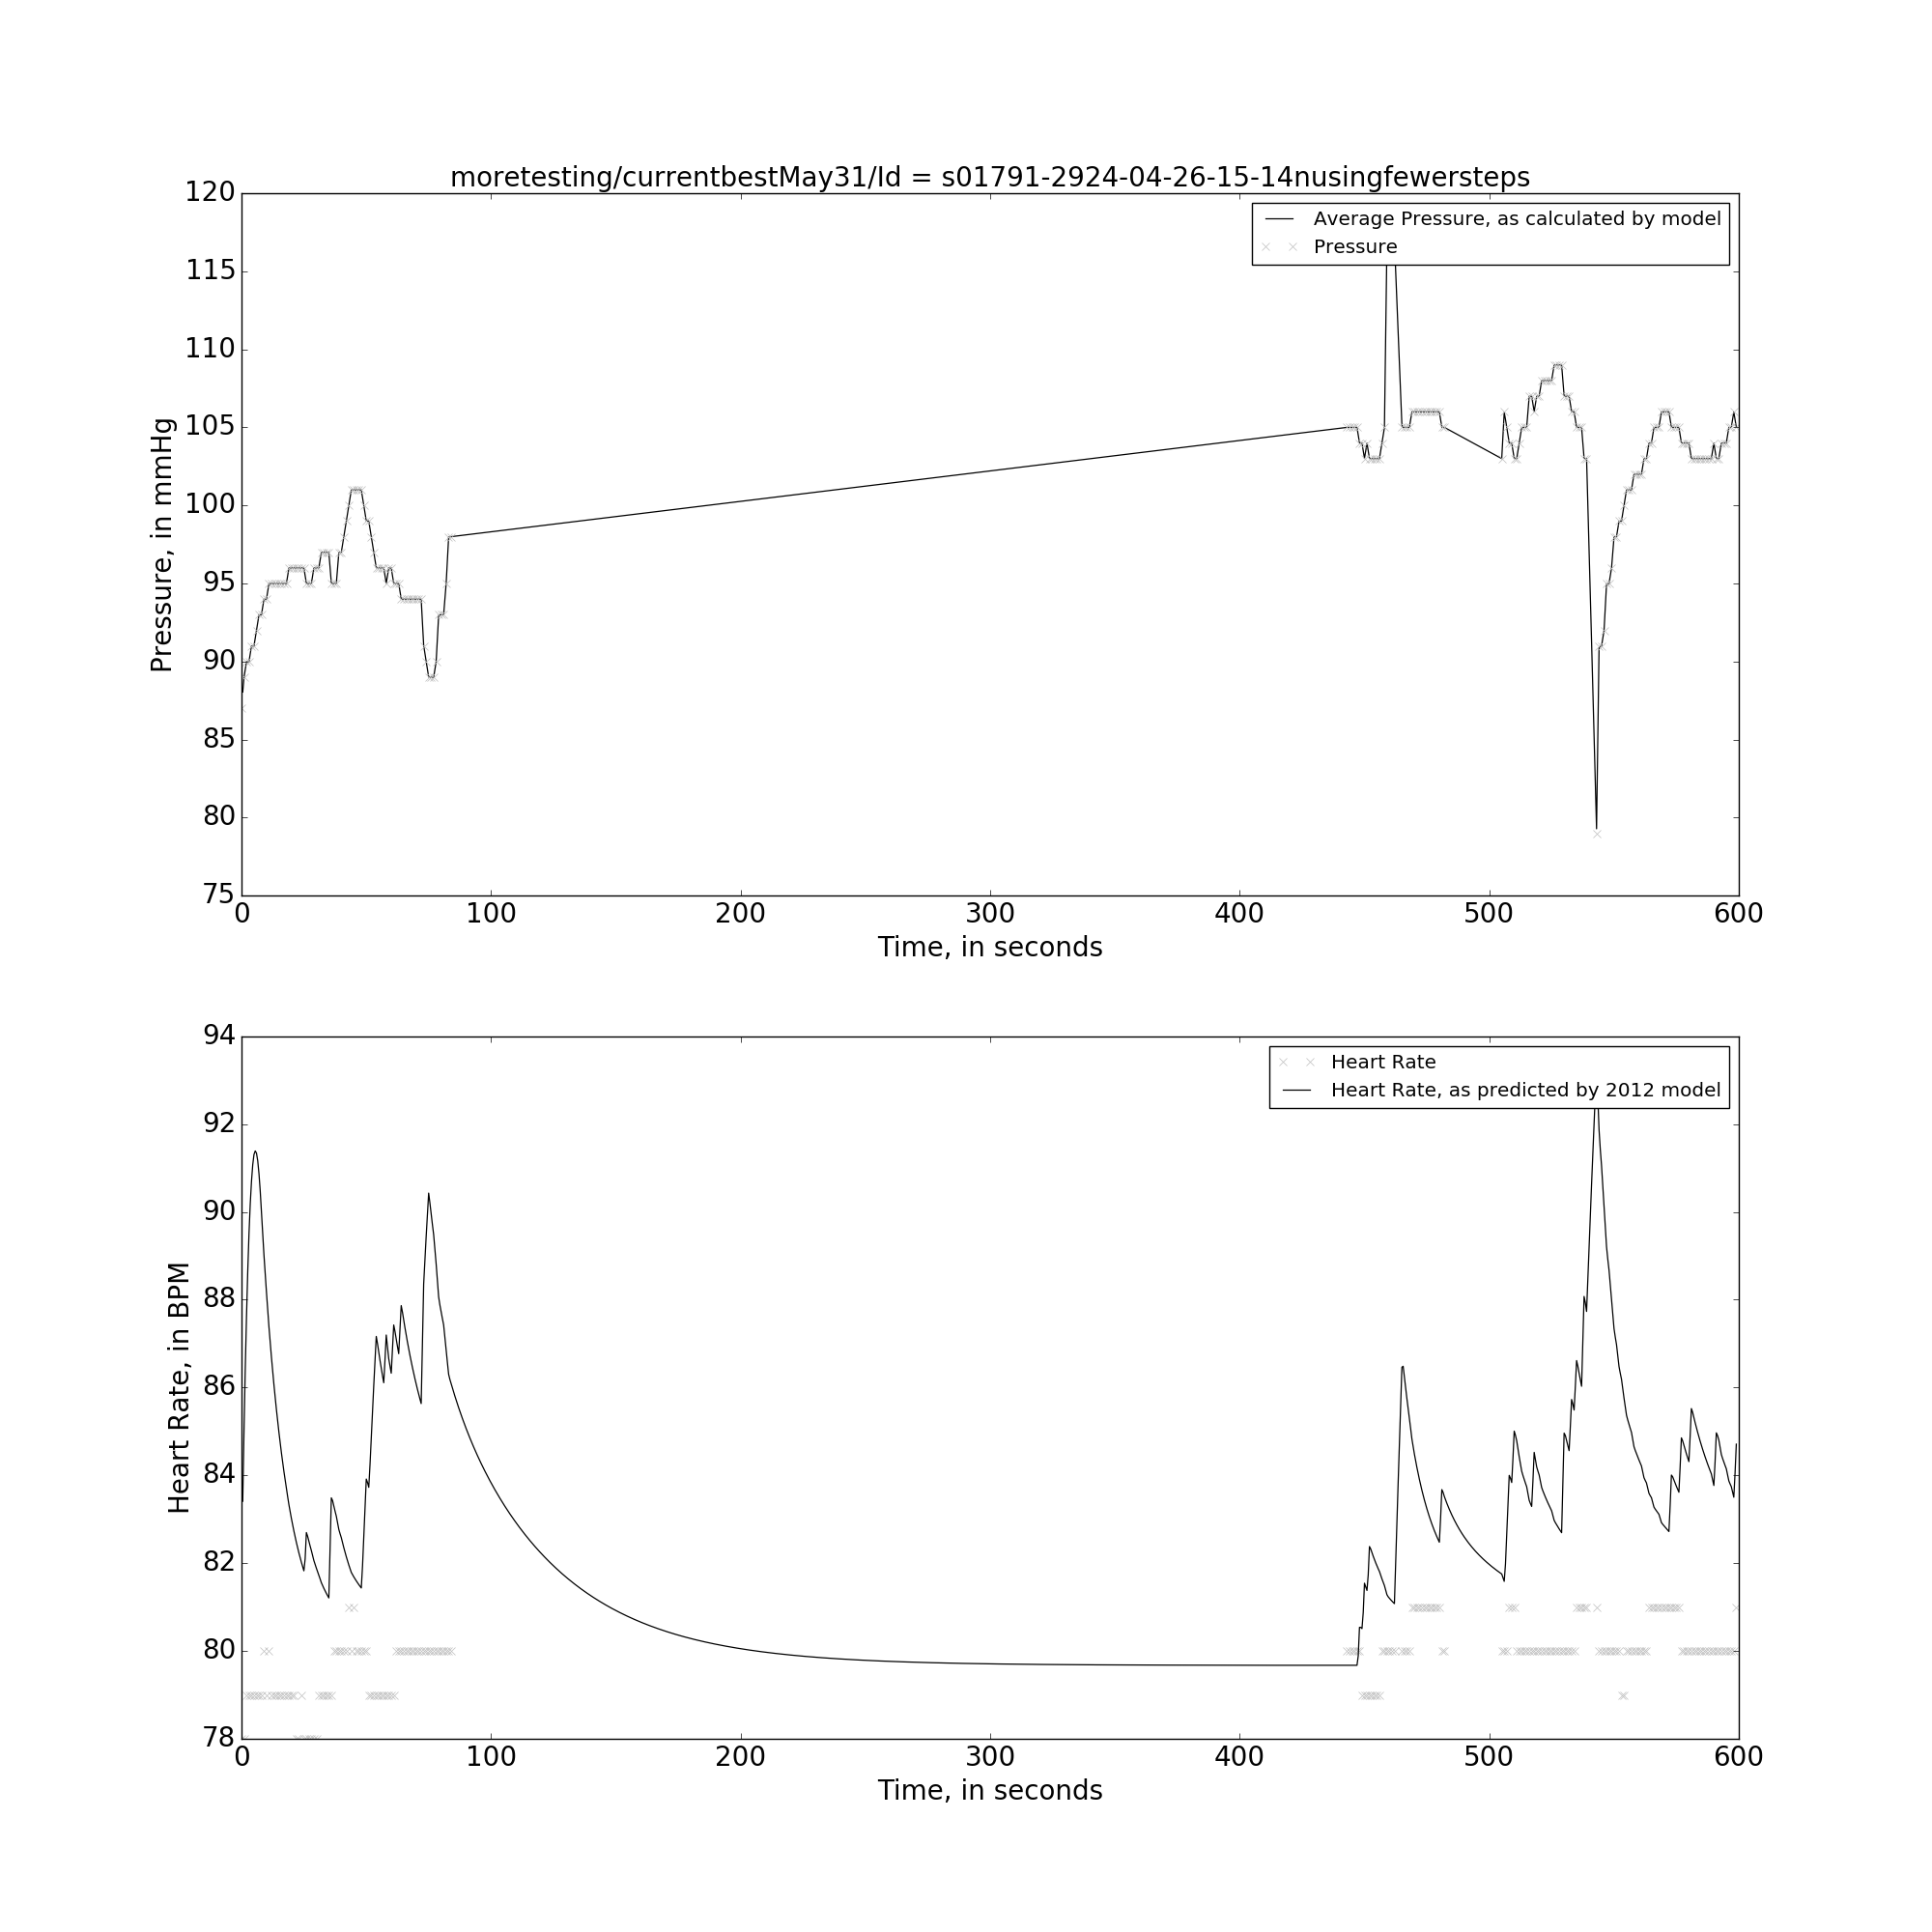 moretesting/currentbestMay31/Id = s01791-2924-04-26-15-14nusingfewersteps
120
115
110
105
100
95
90
85
80
75
Pressure, in mmHg
Average Pressure, as calculated by model
Pressure
0 100 200 300 400 500 600
Time, in seconds
94
92
90
88
86
84
82
80
78
Heart Rate, in BPM
Heart Rate
Heart Rate, as predicted by 2012 model
0 100 200 300 400 500 600
Time, in seconds